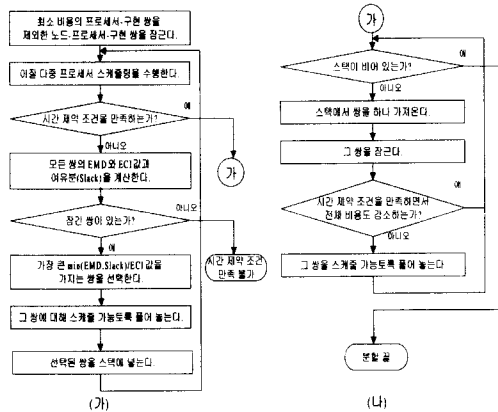 최소 비용의 프로세서-구현 쌍을
제외한 노드-프로세서-구현 쌍을 잠근다.
이질 다중 프로세서 스케줄링을 수행한다.
시간 제약 조건을 만족하는가?
예
아니오
가
모든 쌍의 EMD와 ECI값과
여유분(Slack)을 계산한다.
잠긴 쌍이 있는가?
아니오
예
시간 제약 조건
만족 불가
가장 큰 min(EMD,Slack)/ECI 값을
가지는 쌍을 선택한다.
그 쌍에 대해 스케줄 가능토록 풀어 놓는다.
선택된 쌍을 스택에 넣는다.
(가)
가
스택이 비어 있는가?
예
아니오
스택에서 쌍을 하나 가져온다.
그 쌍을 잠근다.
시간 제약 조건을 만족하면서
전체 비용도 감소하는가?
예
아니오
그 쌍을 스케줄 가능토록 풀어 놓는다
분할 끝
(나)